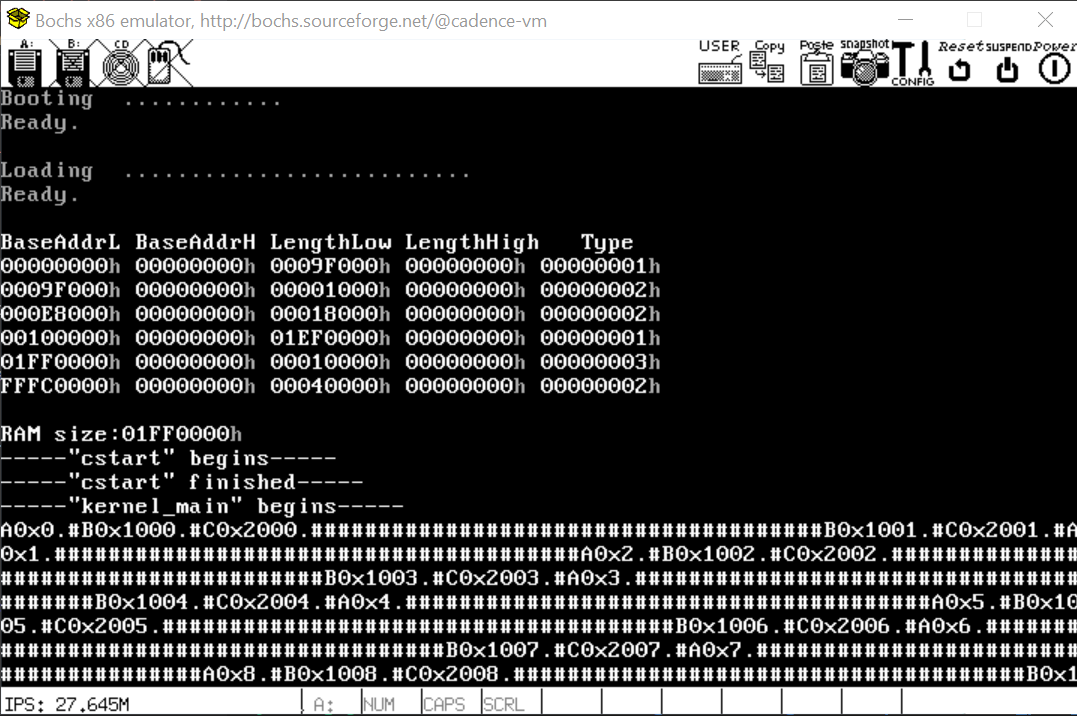 Bochs x86 emulator, http://bochs.sourceforge.net/@cadence-vm
A: B: CD USER Copy Paste snapshot CONFIG Reset SUSPEND Power
Booting ............
Ready.
Loading ..........................
Ready.
BaseAddrL BaseAddrH LengthLow LengthHigh Type
00000000h 00000000h 0009F000h 00000000h 00000001h
0009F000h 00000000h 00001000h 00000000h 00000002h
000E8000h 00000000h 00018000h 00000000h 00000002h
00100000h 00000000h 01EF0000h 00000000h 00000001h
01FF0000h 00000000h 00010000h 00000000h 00000003h
FFFC0000h 00000000h 00040000h 00000000h 00000002h
RAM size:01FF0000h
-----"cstart" begins-----
-----"cstart" finished-----
-----"kernel_main" begins-----
A0x0.#B0x1000.#C0x2000.######################################B0x1001.#C0x2001.#A
0x1.#######################################A0x2.#B0x1002.#C0x2002.##############
########################B0x1003.#C0x2003.#A0x3.#################################
#######B0x1004.#C0x2004.#A0x4.#######################################A0x5.#B0x10
05.#C0x2005.######################################B0x1006.#C0x2006.#A0x6.#######
#################################B0x1007.#C0x2007.#A0x7.########################
###############A0x8.#B0x1008.#C0x2008.######################################B0x1
IPS: 27.645M A: NUM CAPS SCRL